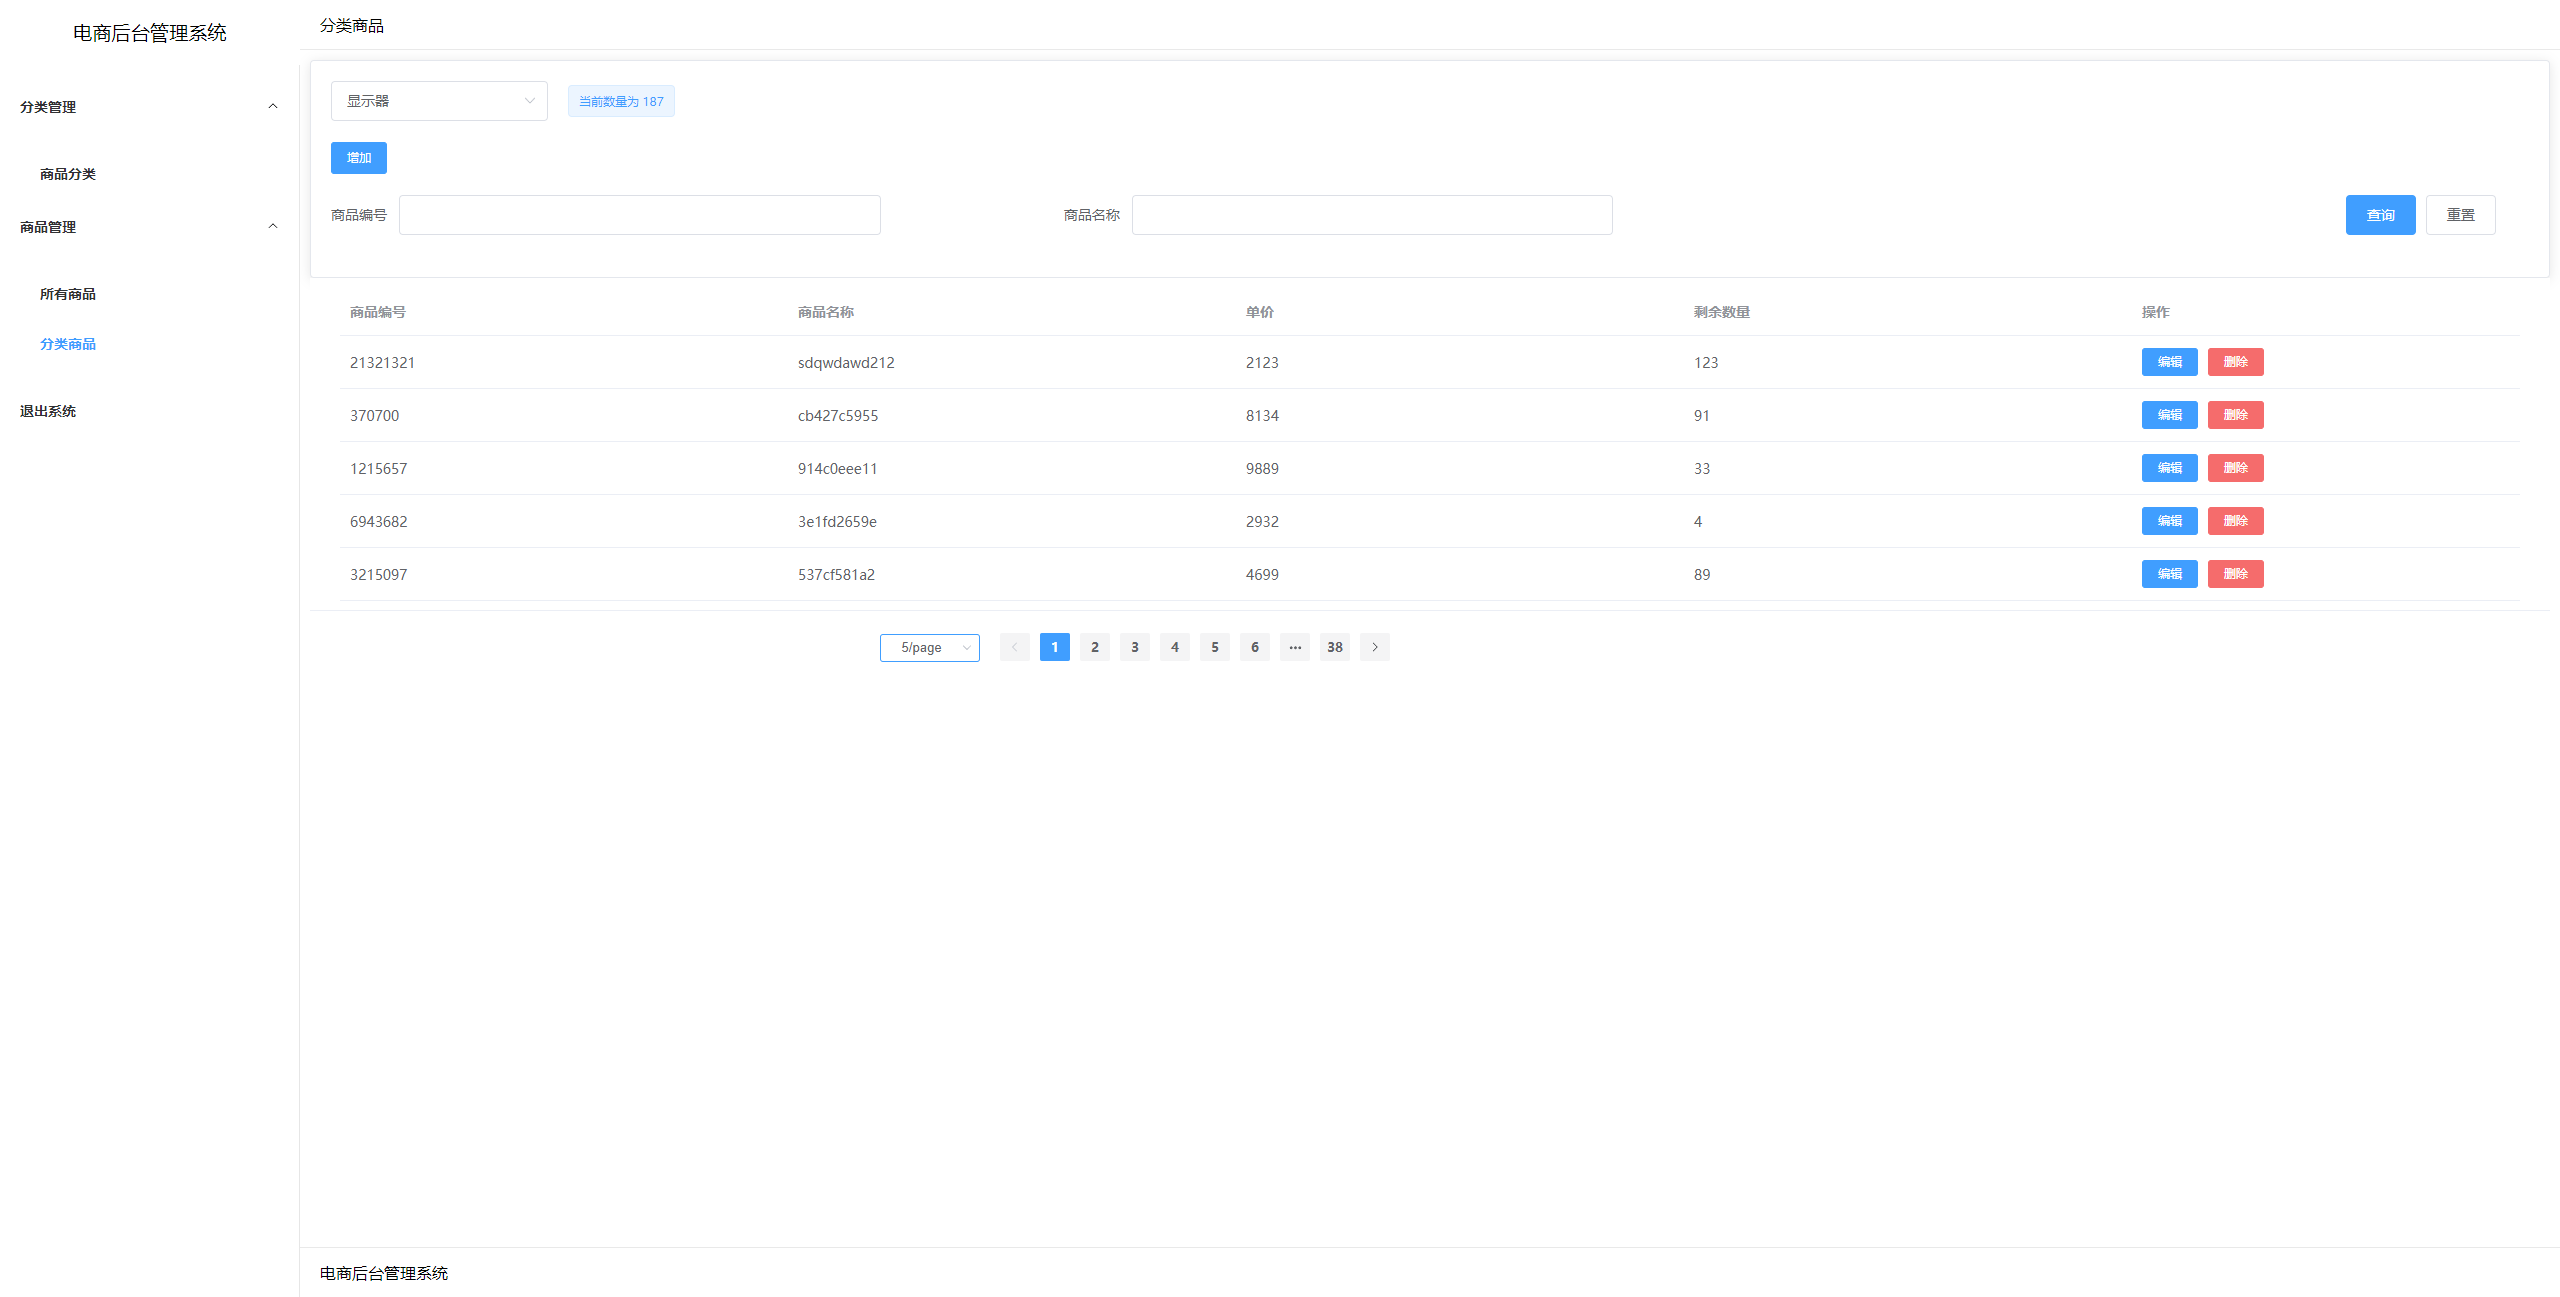 电商后台管理系统
分类管理
商品分类
商品管理
所有商品
分类商品
退出系统
分类商品
显示器
当前数量为 187
增加
商品编号
商品名称
查询 重置
商品编号 商品名称 单价 剩余数量 操作
21321321 sdqwdawd212 2123 123 编辑 删除
370700 cb427c5955 8134 91 编辑 删除
1215657 914c0eee11 9889 33 编辑 删除
6943682 3e1fd2659e 2932 4 编辑 删除
3215097 537cf581a2 4699 89 编辑 删除
5/page 1 2 3 4 5 6 ••• 38
电商后台管理系统